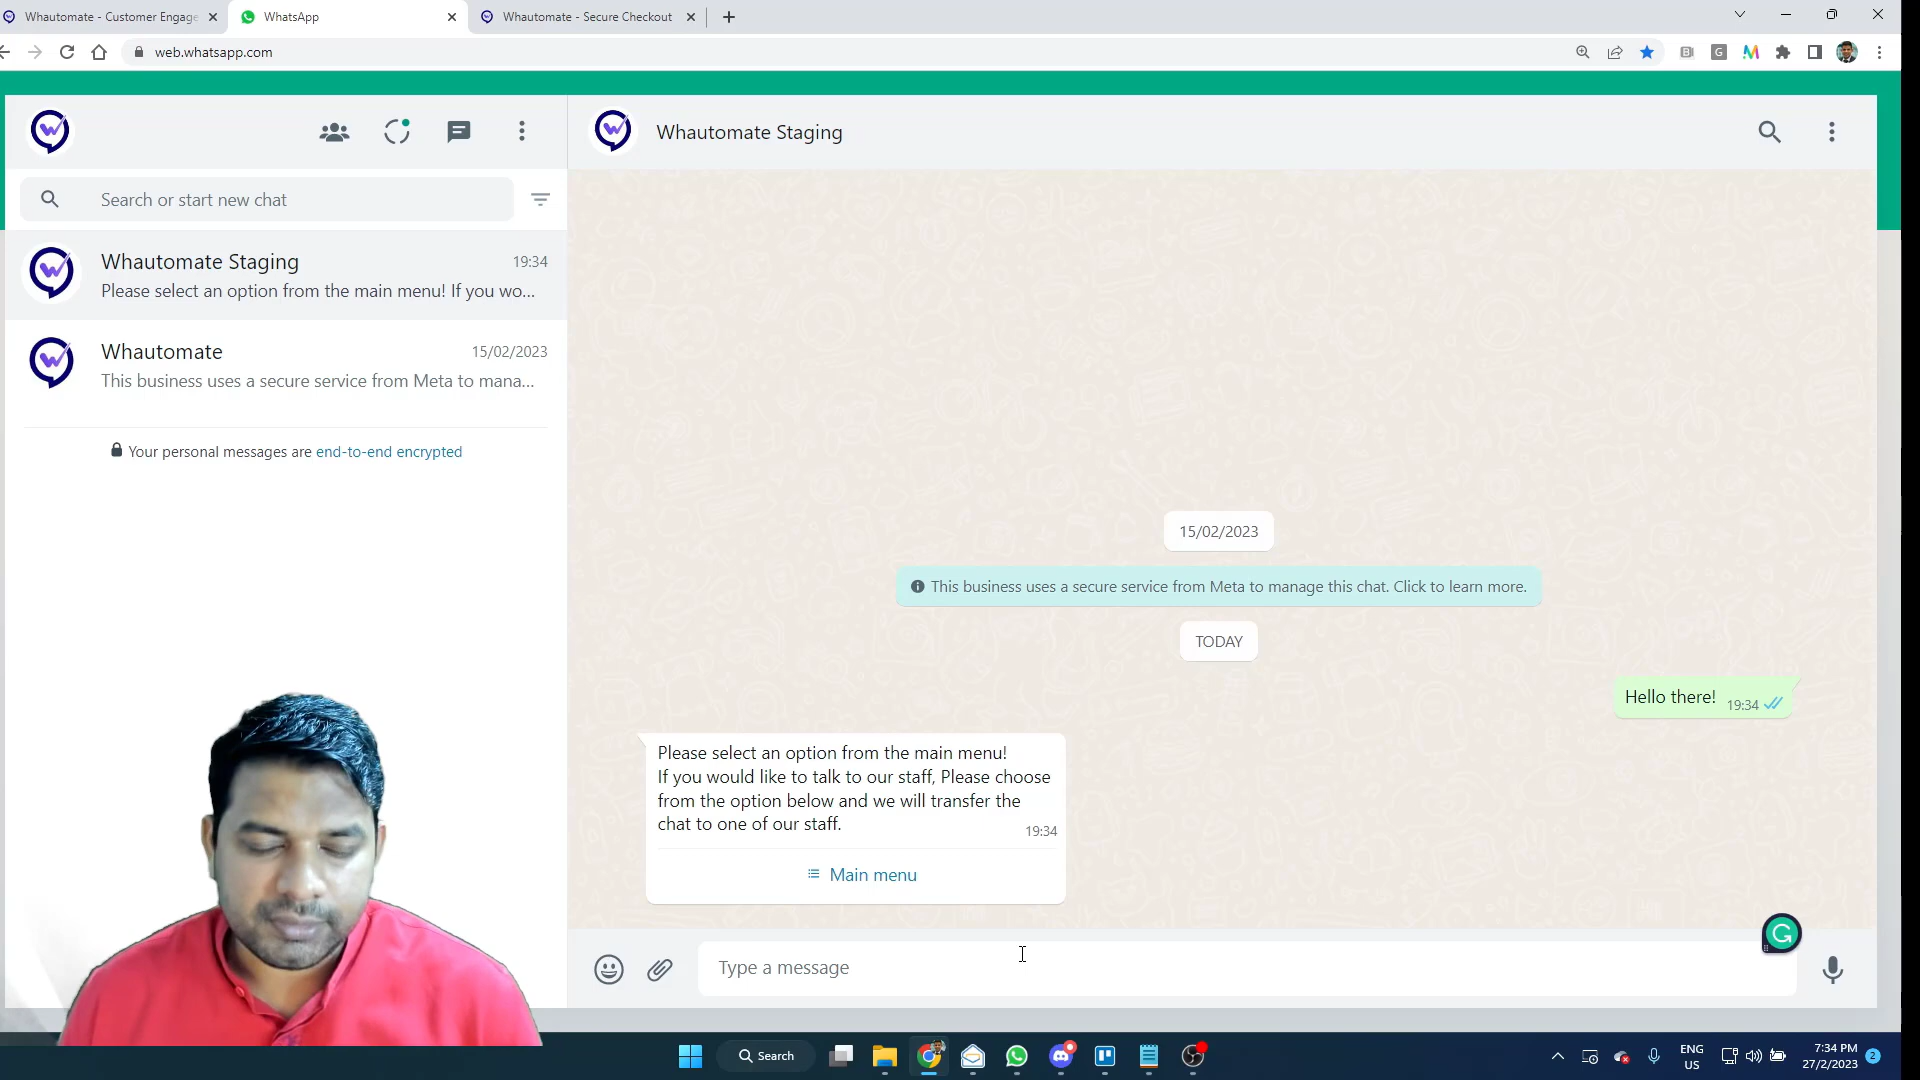 Whautomate - Customer Engage
WhatsApp
Whautomate - Secure Checkout
web.whatsapp.com
Whautomate Staging
Search or start new chat
Whautomate Staging
19:34
Please select an option from the main menu! If you wo...
Whautomate
15/02/2023
This business uses a secure service from Meta to mana...
Your personal messages are end-to-end encrypted
15/02/2023
This business uses a secure service from Meta to manage this chat. Click to learn more.
TODAY
Hello there!
19:34
Please select an option from the main menu!
If you would like to talk to our staff, Please choose
from the option below and we will transfer the
chat to one of our staff.
19:34
Main menu
Type a message
Search
ENG
US
7:34 PM
27/2/2023
2